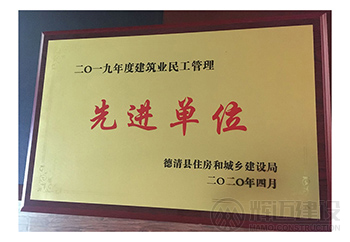 二〇一九年度建筑业民工管理
先进单位
德清县住房和城乡建设局
二〇二〇年四月